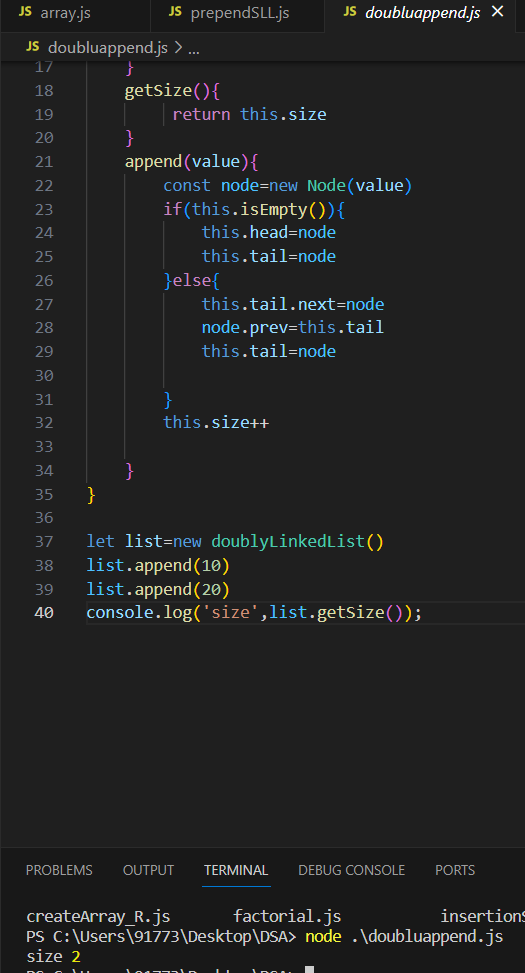 JS array.js JS prependSLL.js JS doubluappend.js
JS doubluappend.js > ...
17 }
18 getSize(){
19 return this.size
20 }
21 append(value){
22 const node=new Node(value)
23 if(this.isEmpty()){
24 this.head=node
25 this.tail=node
26 }else{
27 this.tail.next=node
28 node.prev=this.tail
29 this.tail=node
30
31 }
32 this.size++
33
34 }
35 }
36
37 let list=new doublyLinkedList()
38 list.append(10)
39 list.append(20)
40 console.log('size',list.getSize());
PROBLEMS OUTPUT TERMINAL DEBUG CONSOLE PORTS
createArray_R.js factorial.js insertionS
PS C:\Users\91773\Desktop\DSA> node .\doubluappend.js
size 2
PS C:\Users\91773\Desktop\DSA>